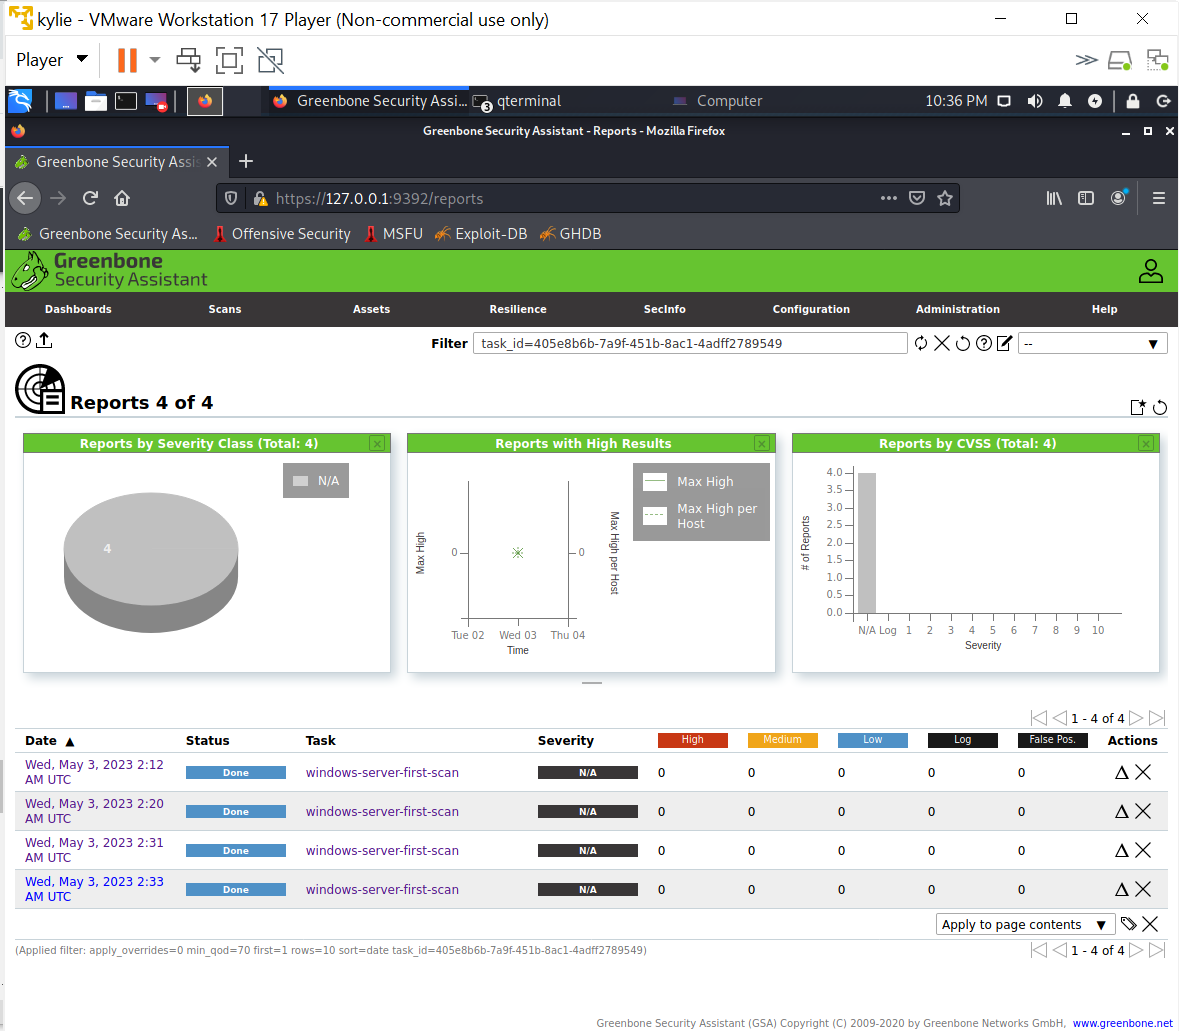 kylie - VMware Workstation 17 Player (Non-commercial use only)
Player
Greenbone Security Assi...
3
qterminal
Computer
10:36 PM
Greenbone Security Assistant - Reports - Mozilla Firefox
Greenbone Security Assis
https://127.0.0.1:9392/reports
Greenbone Security As...
Offensive Security
MSFU
Exploit-DB
GHDB
Greenbone
Security Assistant
Dashboards
Scans
Assets
Resilience
SecInfo
Configuration
Administration
Help
Filter
task_id=405e8b6b-7a9f-451b-8ac1-4adff2789549
--
Reports 4 of 4
Reports by Severity Class (Total: 4)
N/A
4
Reports with High Results
Max High
Max High per
Host
Max High
0
0
Max High per Host
Tue 02
Wed 03
Thu 04
Time
Reports by CVSS (Total: 4)
# of Reports
4.0
3.5
3.0
2.5
2.0
1.5
1.0
0.5
0.0
N/A Log 1 2 3 4 5 6 7 8 9 10
Severity
1 - 4 of 4
Date Status Task Severity High Medium Low Log False Pos. Actions
Wed, May 3, 2023 2:12
AM UTC
Done windows-server-first-scan N/A 0 0 0 0 0
Wed, May 3, 2023 2:20
AM UTC
Done windows-server-first-scan N/A 0 0 0 0 0
Wed, May 3, 2023 2:31
AM UTC
Done windows-server-first-scan N/A 0 0 0 0 0
Wed, May 3, 2023 2:33
AM UTC
Done windows-server-first-scan N/A 0 0 0 0 0
Apply to page contents
(Applied filter: apply_overrides=0 min_qod=70 first=1 rows=10 sort=date task_id=405e8b6b-7a9f-451b-8ac1-4adff2789549)
1 - 4 of 4
Greenbone Security Assistant (GSA) Copyright (C) 2009-2020 by Greenbone Networks GmbH, www.greenbone.net